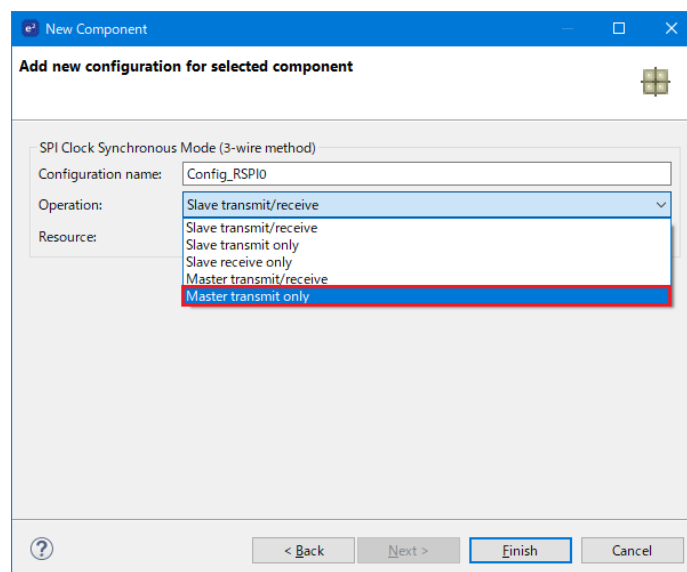 e² New Component
Add new configuration for selected component
SPI Clock Synchronous Mode (3-wire method)
Configuration name: Config_RSPI0
Operation: Slave transmit/receive
Resource: Slave transmit/receive
Slave transmit only
Slave receive only
Master transmit/receive
Master transmit only
? < Back Next > Finish Cancel